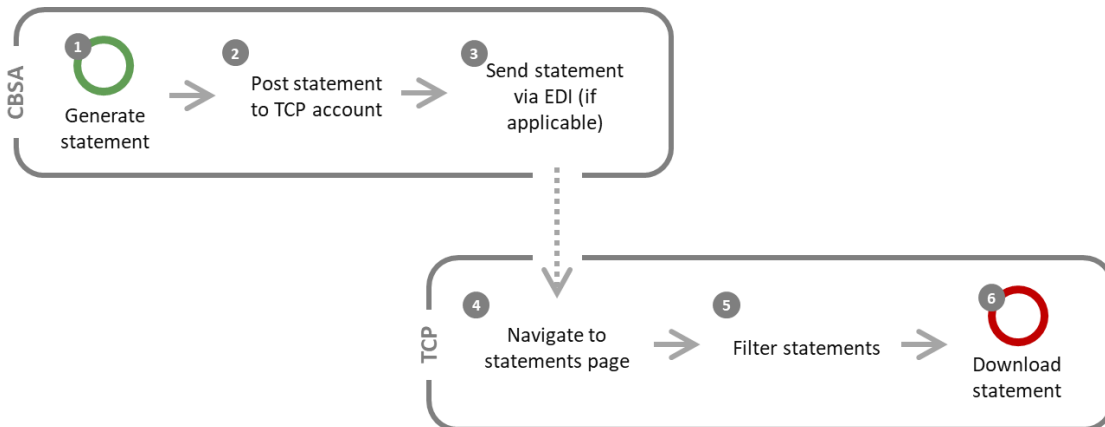 CBSA
1
Generate
statement
2
Post statement
to TCP account
3
Send statement
via EDI (if
applicable)
TCP
4
Navigate to
statements page
5
Filter statements
6
Download
statement